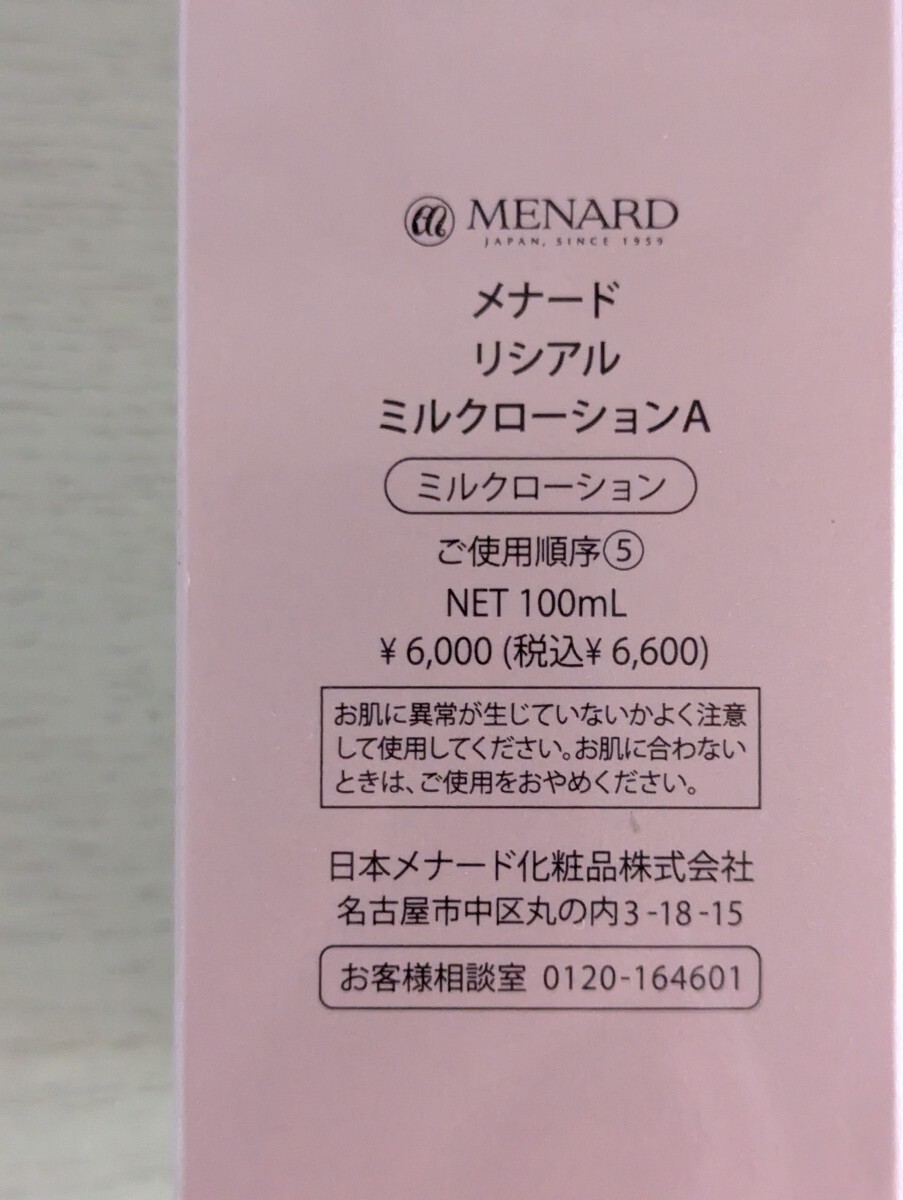 MENARD
JAPAN, SINCE 1959
メナード
リシアル
ミルクローションA
ミルクローション
ご使用順序⑤
NET 100mL
¥6,000 (税込¥6,600)
お肌に異常が生じていないかよく注意
して使用してください。お肌に合わない
ときは、ご使用をおやめください。
日本メナード化粧品株式会社
名古屋市中区丸の内3-18-15
お客様相談室 0120-164601